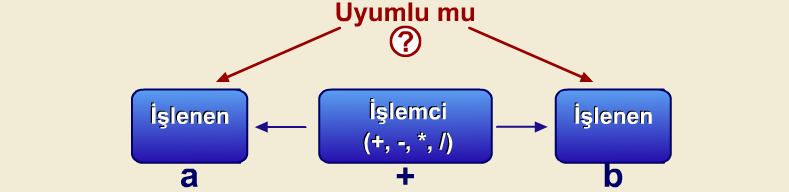 Uyumlu mu
?
İşlenen
İşlemci
(+, -, *, /)
İşlenen
a
+
b